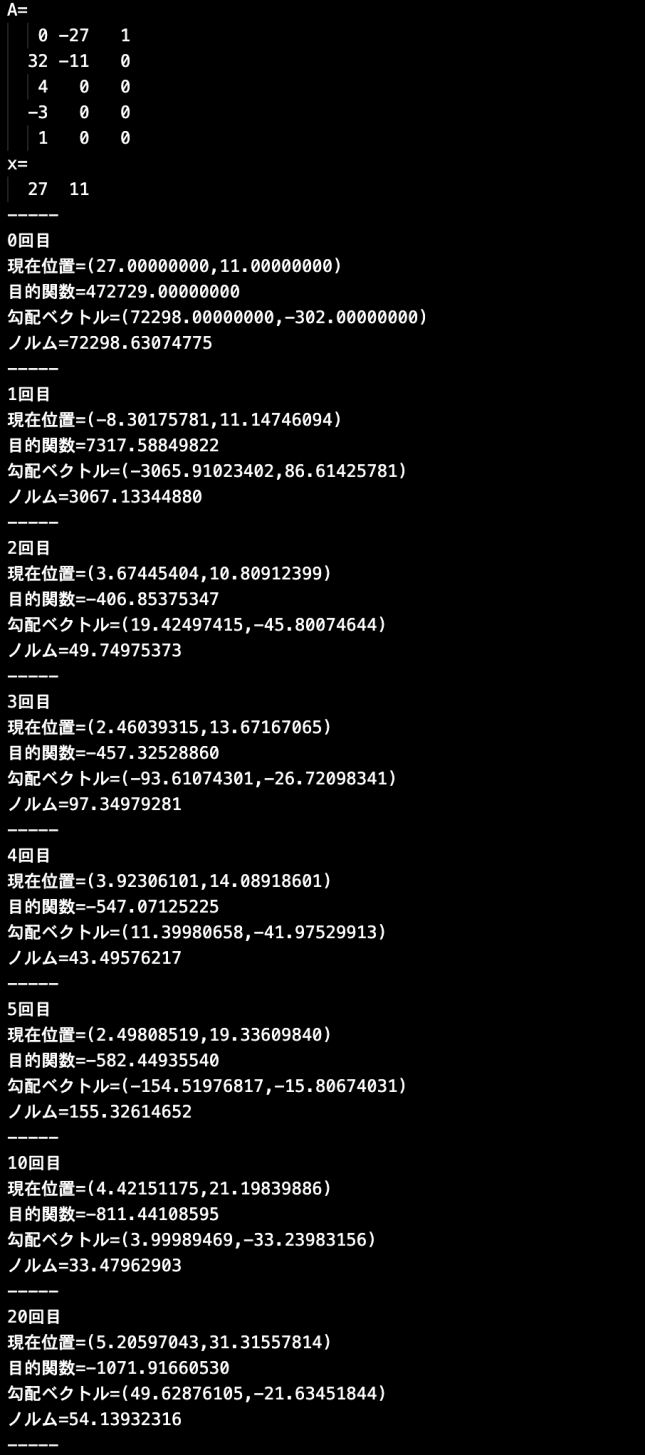 A=
0 -27 1
32 -11 0
4 0 0
-3 0 0
1 0 0
x=
27 11
-----
0回目
現在位置=(27.00000000,11.00000000)
目的関数=472729.00000000
勾配ベクトル=(72298.00000000,-302.00000000)
ノルム=72298.63074775
-----
1回目
現在位置=(-8.30175781,11.14746094)
目的関数=7317.58849822
勾配ベクトル=(-3065.91023402,86.61425781)
ノルム=3067.13344880
-----
2回目
現在位置=(3.67445404,10.80912399)
目的関数=-406.85375347
勾配ベクトル=(19.42497415,-45.80074644)
ノルム=49.74975373
-----
3回目
現在位置=(2.46039315,13.67167065)
目的関数=-457.32528860
勾配ベクトル=(-93.61074301,-26.72098341)
ノルム=97.34979281
-----
4回目
現在位置=(3.92306101,14.08918601)
目的関数=-547.07125225
勾配ベクトル=(11.39980658,-41.97529913)
ノルム=43.49576217
-----
5回目
現在位置=(2.49808519,19.33609840)
目的関数=-582.44935540
勾配ベクトル=(-154.51976817,-15.80674031)
ノルム=155.32614652
-----
10回目
現在位置=(4.42151175,21.19839886)
目的関数=-811.44108595
勾配ベクトル=(3.99989469,-33.23983156)
ノルム=33.47962903
-----
20回目
現在位置=(5.20597043,31.31557814)
目的関数=-1071.91660530
勾配ベクトル=(49.62876105,-21.63451844)
ノルム=54.13932316
-----